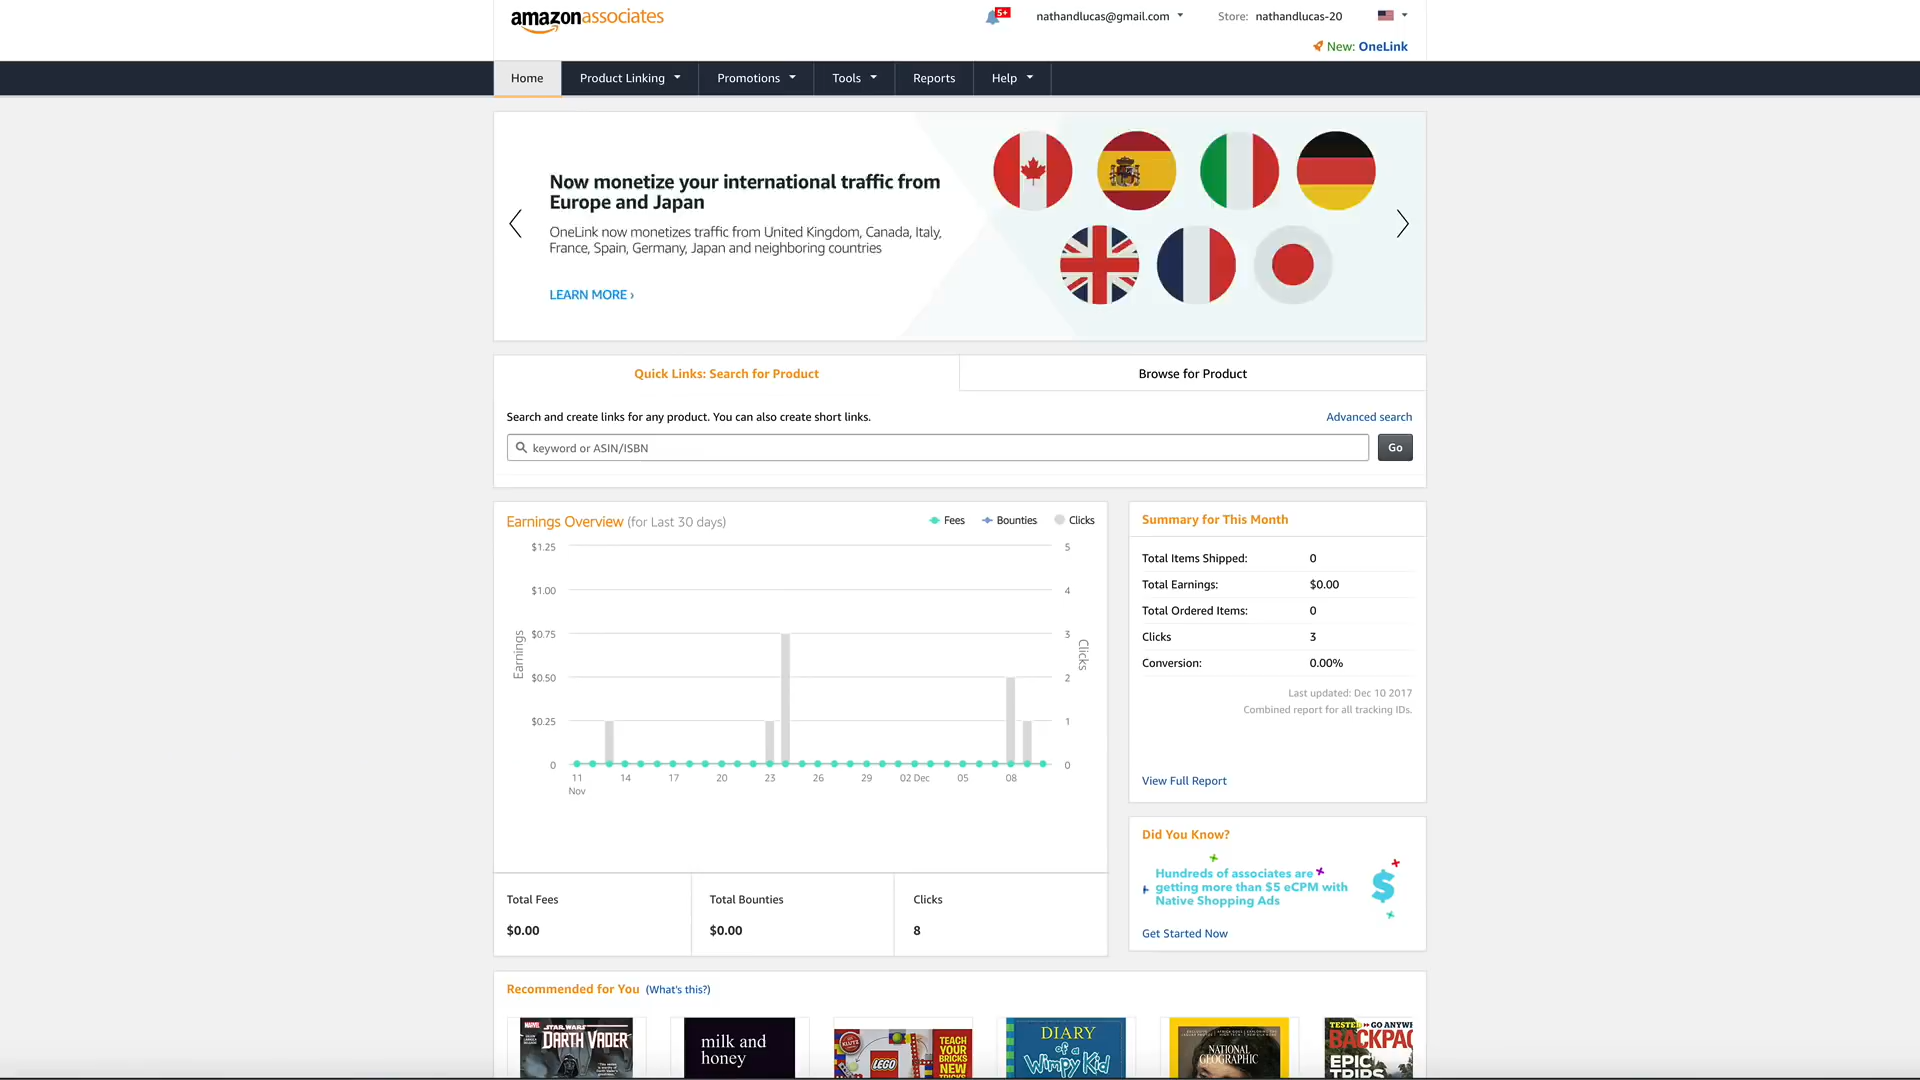 amazonassociates
5+
nathandlucas@gmail.com
Store: nathandlucas-20
New: OneLink
Home
Product Linking
Promotions
Tools
Reports
Help
Now monetize your international traffic from
Europe and Japan
OneLink now monetizes traffic from United Kingdom, Canada, Italy,
France, Spain, Germany, Japan and neighboring countries
LEARN MORE ›
Quick Links: Search for Product
Browse for Product
Search and create links for any product. You can also create short links.
Advanced search
keyword or ASIN/ISBN
Go
Earnings Overview (for Last 30 days)
Fees
Bounties
Clicks
$1.25
$1.00
$0.75
$0.50
$0.25
0
Earnings
5
4
3
2
1
0
Clicks
11
Nov
14
17
20
23
26
29
02 Dec
05
08
Total Fees
$0.00
Total Bounties
$0.00
Clicks
8
Summary for This Month
Total Items Shipped: 0
Total Earnings: $0.00
Total Ordered Items: 0
Clicks 3
Conversion: 0.00%
Last updated: Dec 10 2017
Combined report for all tracking IDs.
View Full Report
Did You Know?
Hundreds of associates are
getting more than $5 eCPM with
Native Shopping Ads
$
Get Started Now
Recommended for You (What's this?)
MARVEL
STAR WARS
DARTH VADER
milk and
honey
KLUTZ
LEGO
TEACH
YOUR
BRICKS
NEW
TRICKS
DIARY
of a
Wimpy Kid
NATIONAL
GEOGRAPHIC
TESTED GO ANYWH
BACKPAC
EPIC
TRIPS